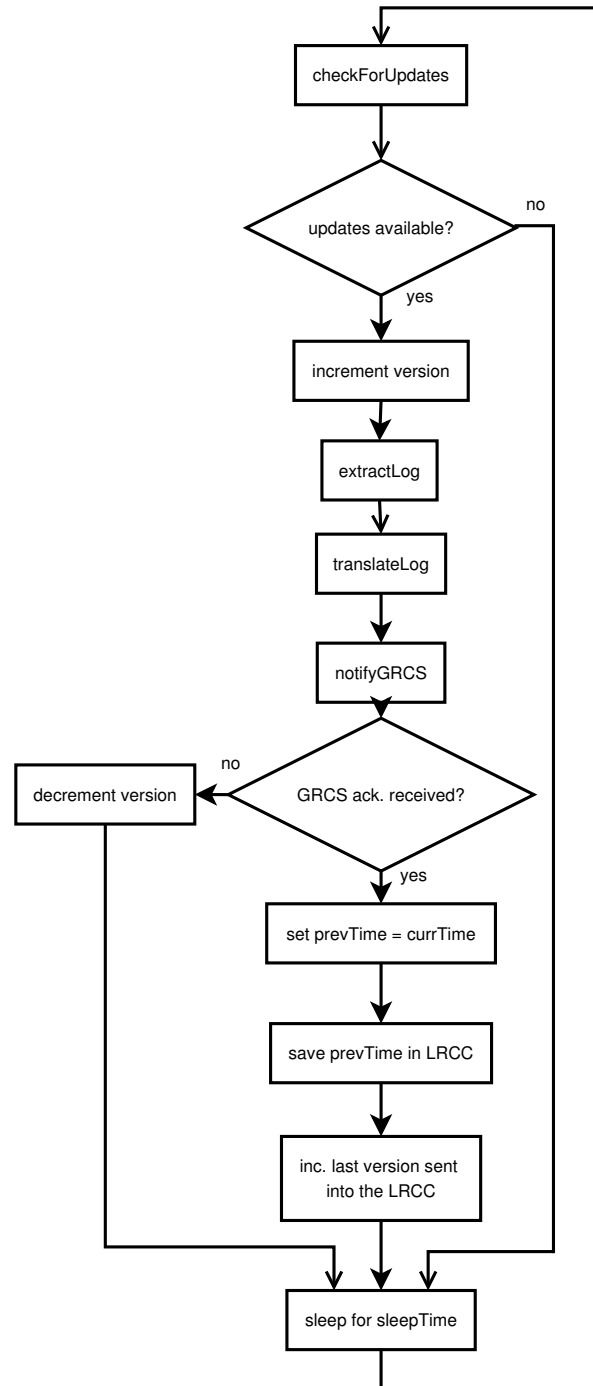 checkForUpdates
updates available?
no
yes
increment version
extractLog
translateLog
notifyGRCS
no
decrement version
GRCS ack. received?
yes
set prevTime = currTime
save prevTime in LRCC
inc. last version sent
into the LRCC
sleep for sleepTime